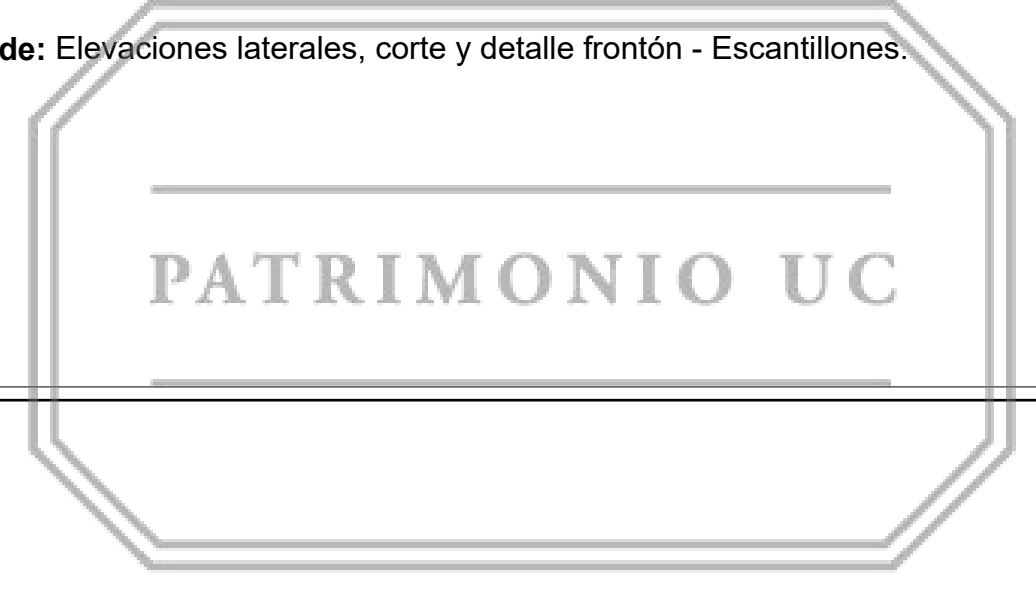 de: Elevaciones laterales, corte y detalle frontón - Escantillones.
PATRIMONIO UC